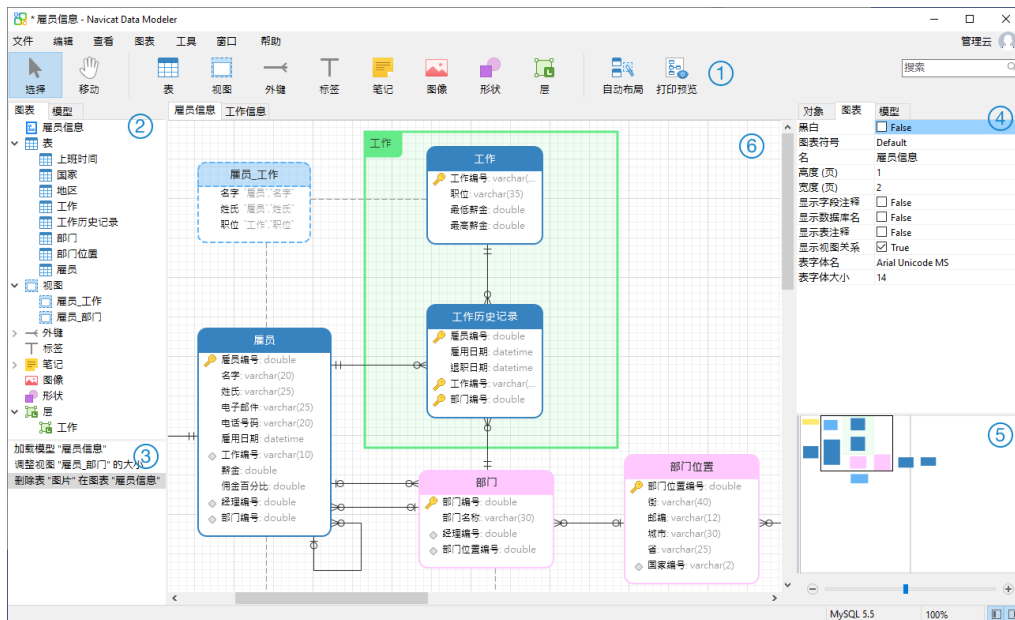 * 雇员信息 - Navicat Data Modeler
文件 编辑 查看 图表 工具 窗口 帮助 管理云
选择 移动 表 视图 外键 标签 笔记 图像 形状 层 自动布局 打印预览 ① 搜索
图表 模型
②
雇员信息
表
上班时间
国家
地区
工作
工作历史记录
部门
部门位置
雇员
视图
雇员_工作
雇员_部门
外键
标签
笔记
图像
形状
层
工作
加载模型 "雇员信息"
③
调整视图 "雇员_部门" 的大小
删除表 "图片" 在图表 "雇员信息"
雇员信息 工作信息
⑥
工作
雇员_工作
名字 `雇员`.`名字`
姓氏 `雇员`.`姓氏`
职位 `工作`.`职位`
工作
工作编号: varchar(...
职位: varchar(35)
最低薪金: double
最高薪金: double
工作历史记录
雇员编号: double
雇用日期: datetime
退职日期: datetime
工作编号: varchar(...
部门编号: double
雇员
雇员编号: double
名字: varchar(20)
姓氏: varchar(25)
电子邮件: varchar(25)
电话号码: varchar(20)
雇用日期: datetime
工作编号: varchar(10)
薪金: double
佣金百分比: double
经理编号: double
部门编号: double
部门
部门编号: double
部门名称: varchar(30)
经理编号: double
部门位置编号: double
部门位置
部门位置编号: double
街: varchar(40)
邮编: varchar(12)
城市: varchar(30)
省: varchar(25)
国家编号: varchar(2)
对象 图表 模型
④
黑白 False
图表符号 Default
名 雇员信息
高度 (页) 1
宽度 (页) 2
显示字段注释 False
显示数据库名 False
显示表注释 False
显示视图关系 True
表字体名 Arial Unicode MS
表字体大小 14
⑤
MySQL 5.5 100%